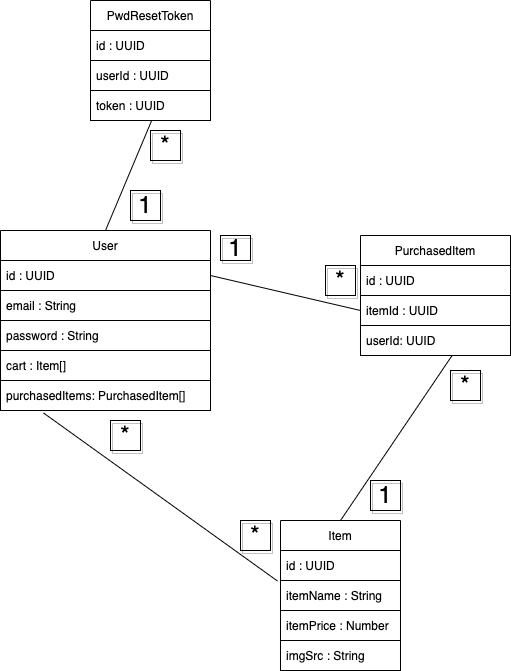 PwdResetToken
id : UUID
userId : UUID
token : UUID
*
1
User
id : UUID
email : String
password : String
cart : Item[]
purchasedItems: PurchasedItem[]
1
*
PurchasedItem
id : UUID
itemId : UUID
userId: UUID
*
*
1
*
Item
id : UUID
itemName : String
itemPrice : Number
imgSrc : String